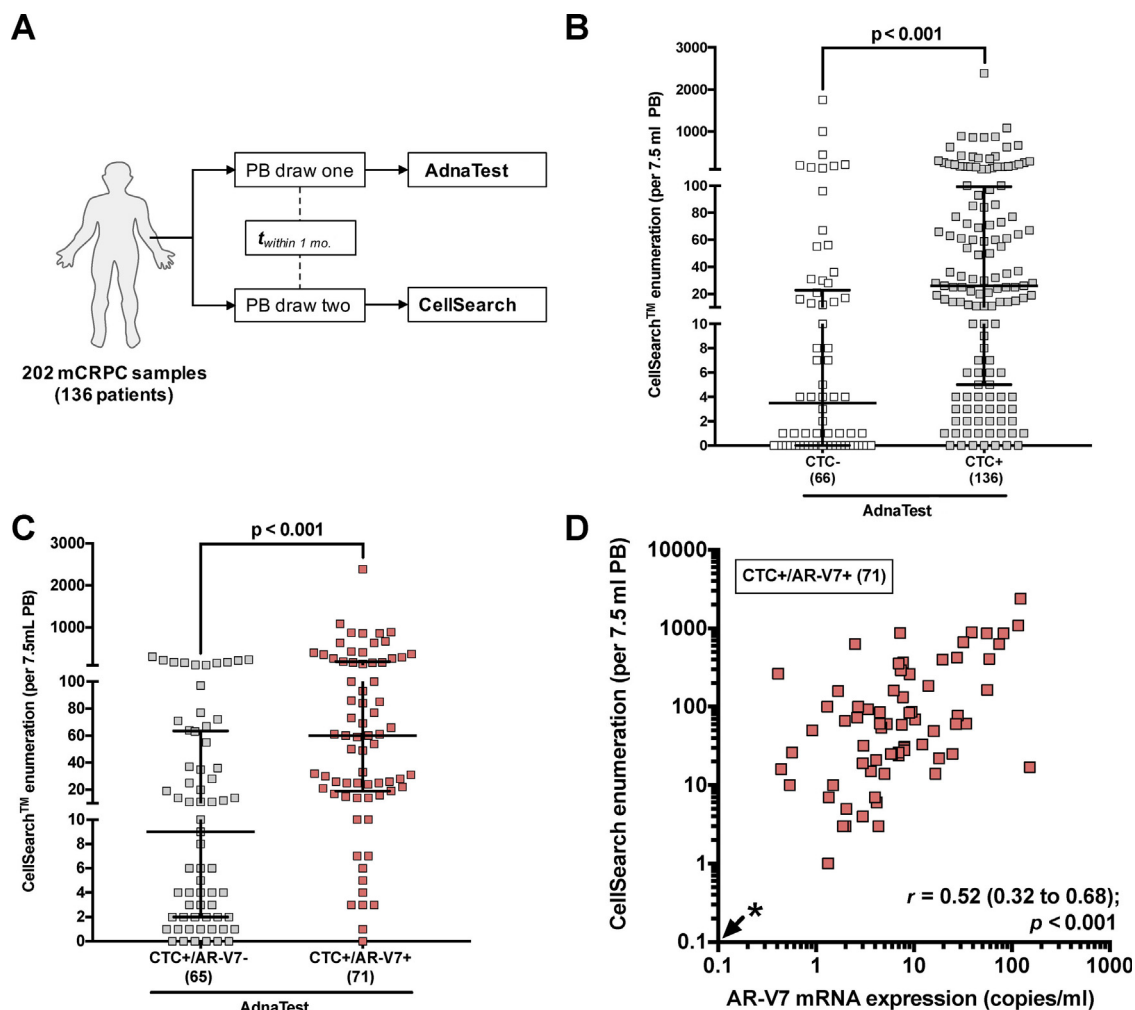 A
PB draw one
AdnaTest
t within 1 mo.
PB draw two
CellSearch
202 mCRPC samples
(136 patients)
B
p < 0.001
CellSearch™ enumeration (per 7.5 ml PB)
3000
2000
1000
100
80
60
40
20
10
8
6
4
2
0
CTC-
(66)
CTC+
(136)
AdnaTest
C
p < 0.001
CellSearch™ enumeration (per 7.5mL PB)
3000
2000
1000
100
80
60
40
20
10
8
6
4
2
0
CTC+/AR-V7-
(65)
CTC+/AR-V7+
(71)
AdnaTest
D
CellSearch enumeration (per 7.5 ml PB)
10000
1000
100
10
1
0.1
CTC+/AR-V7+ (71)
r = 0.52 (0.32 to 0.68);
p < 0.001
*
0.1
1
10
100
1000
AR-V7 mRNA expression (copies/ml)